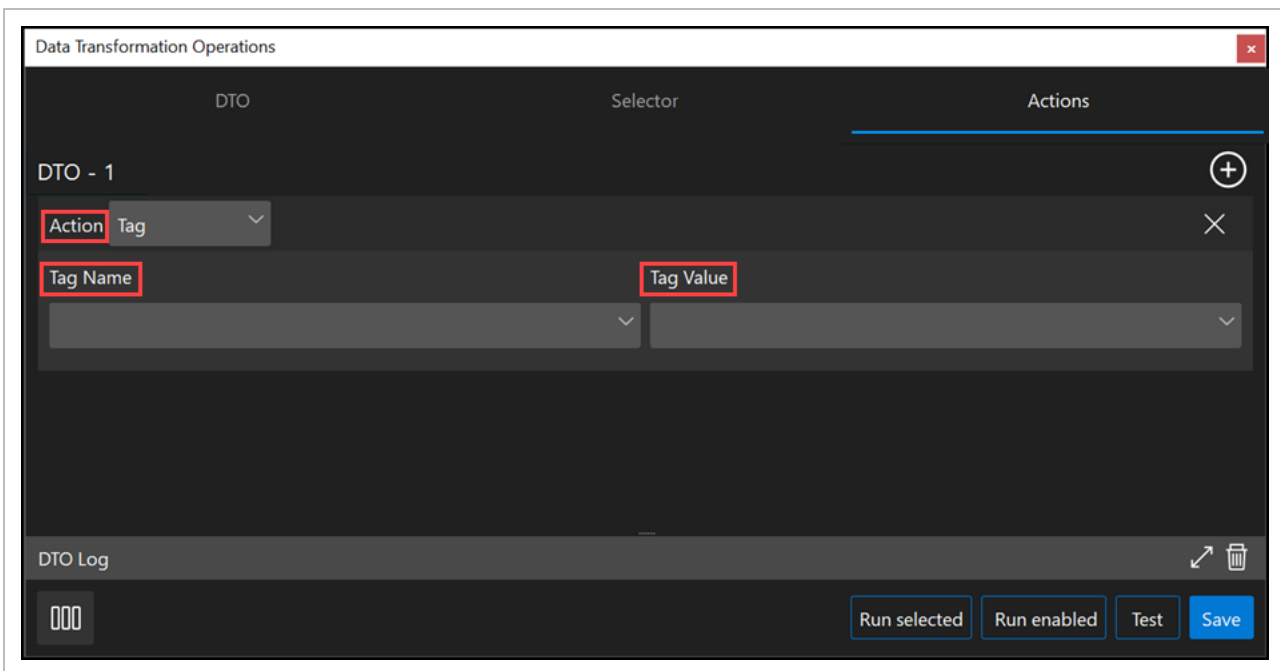 Data Transformation Operations
DTO Selector Actions
DTO - 1
Action Tag
Tag Name Tag Value
DTO Log
Run selected Run enabled Test Save